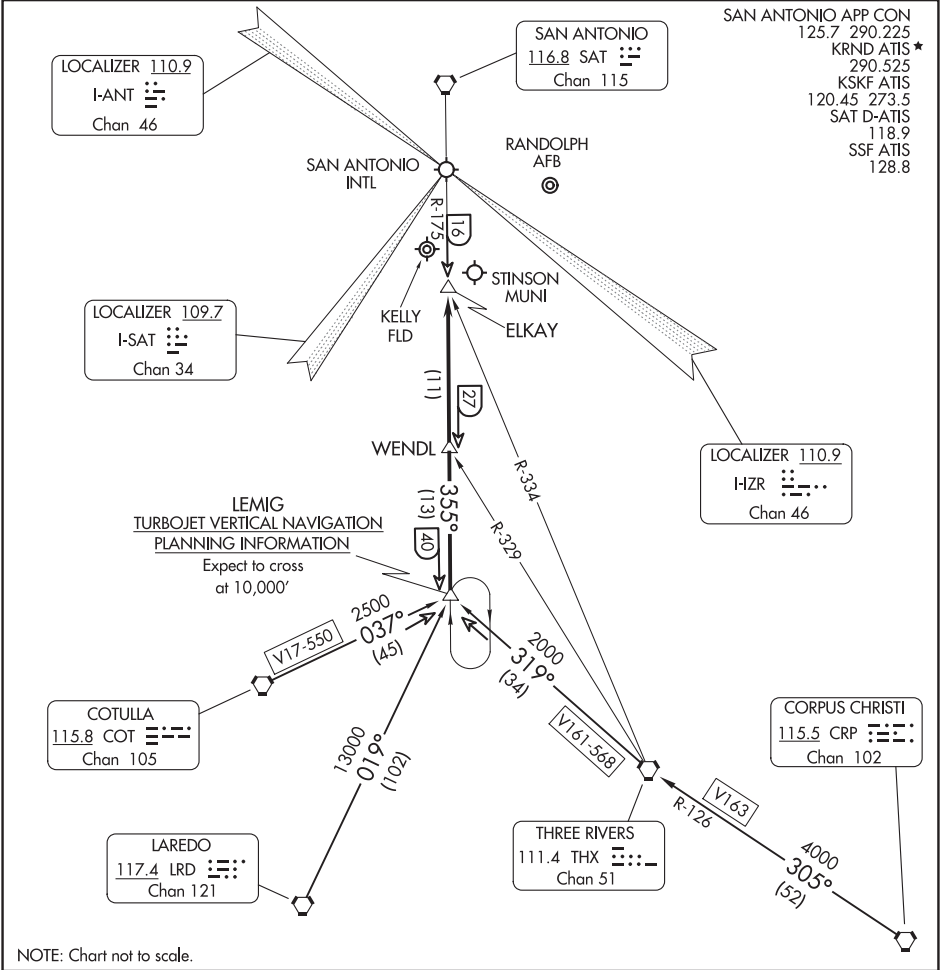 SAN ANTONIO APP CON
125.7 290.225
KRND ATIS ★
290.525
KSKF ATIS
120.45 273.5
SAT D-ATIS
118.9
SSF ATIS
128.8
SAN ANTONIO
116.8 SAT
Chan 115
LOCALIZER 110.9
I-ANT
Chan 46
RANDOLPH
AFB
SAN ANTONIO
INTL
R-175
16
KELLY
FLD
STINSON
MUNI
ELKAY
LOCALIZER 109.7
I-SAT
Chan 34
(11)
27
WENDL
R-334
R-329
LOCALIZER 110.9
I-IZR
Chan 46
355°
(13)
40
LEMIG
TURBOJET VERTICAL NAVIGATION
PLANNING INFORMATION
Expect to cross
at 10,000'
V17-550
2500
037°
(45)
2000
319°
(34)
V161-568
COTULLA
115.8 COT
Chan 105
13000
019°
(102)
CORPUS CHRISTI
115.5 CRP
Chan 102
V163
R-126
4000
305°
(52)
THREE RIVERS
111.4 THX
Chan 51
LAREDO
117.4 LRD
Chan 121
NOTE: Chart not to scale.